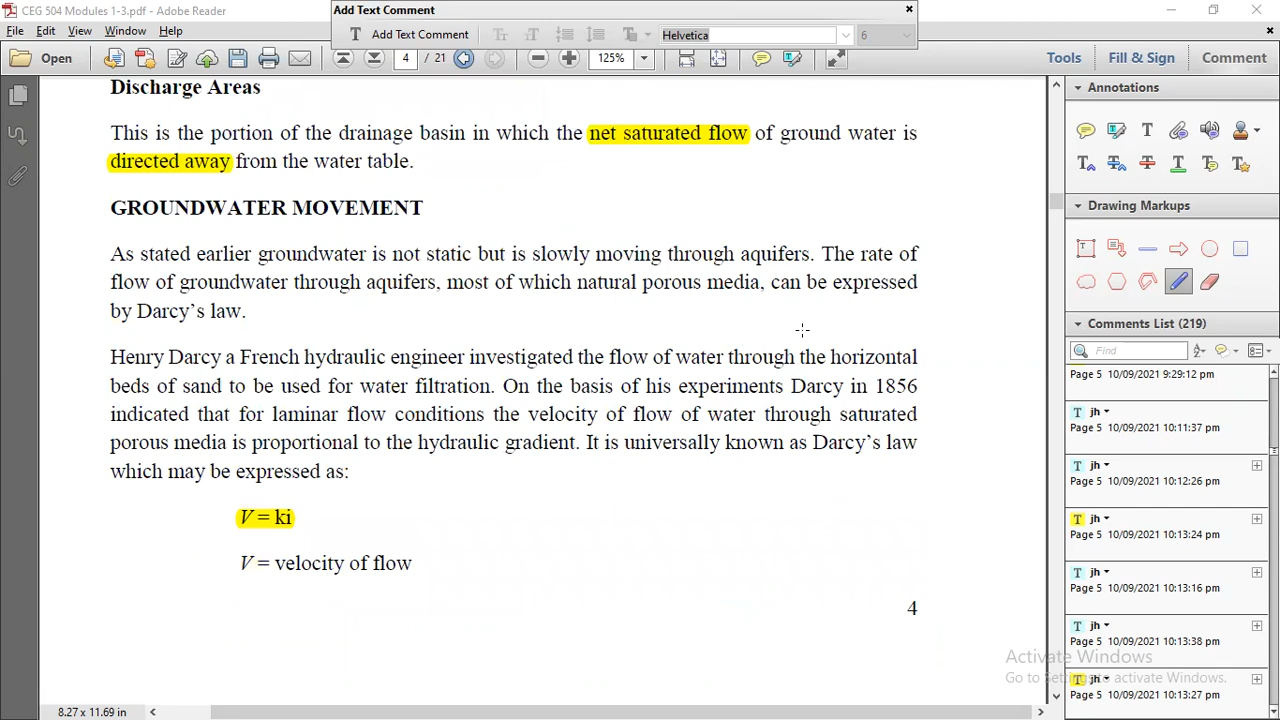 CEG 504 Modules 1-3.pdf - Adobe Reader
Add Text Comment
File Edit View Window Help
Add Text Comment Helvetica 6
Open 4 / 21 125% Tools Fill & Sign Comment
Discharge Areas
This is the portion of the drainage basin in which the net saturated flow of ground water is
directed away from the water table.
GROUNDWATER MOVEMENT
As stated earlier groundwater is not static but is slowly moving through aquifers. The rate of
flow of groundwater through aquifers, most of which natural porous media, can be expressed
by Darcy's law.
Henry Darcy a French hydraulic engineer investigated the flow of water through the horizontal
beds of sand to be used for water filtration. On the basis of his experiments Darcy in 1856
indicated that for laminar flow conditions the velocity of flow of water through saturated
porous media is proportional to the hydraulic gradient. It is universally known as Darcy's law
which may be expressed as:
V = ki
V = velocity of flow
4
8.27 x 11.69 in
Annotations
Drawing Markups
Comments List (219)
Find
Page 5 10/09/2021 9:29:12 pm
jh
Page 5 10/09/2021 10:11:37 pm
jh
Page 5 10/09/2021 10:12:26 pm
jh
Page 5 10/09/2021 10:13:24 pm
jh
Page 5 10/09/2021 10:13:16 pm
jh
Page 5 10/09/2021 10:13:38 pm
jh
Page 5 10/09/2021 10:13:27 pm
Activate Windows
Go to Settings to activate Windows.